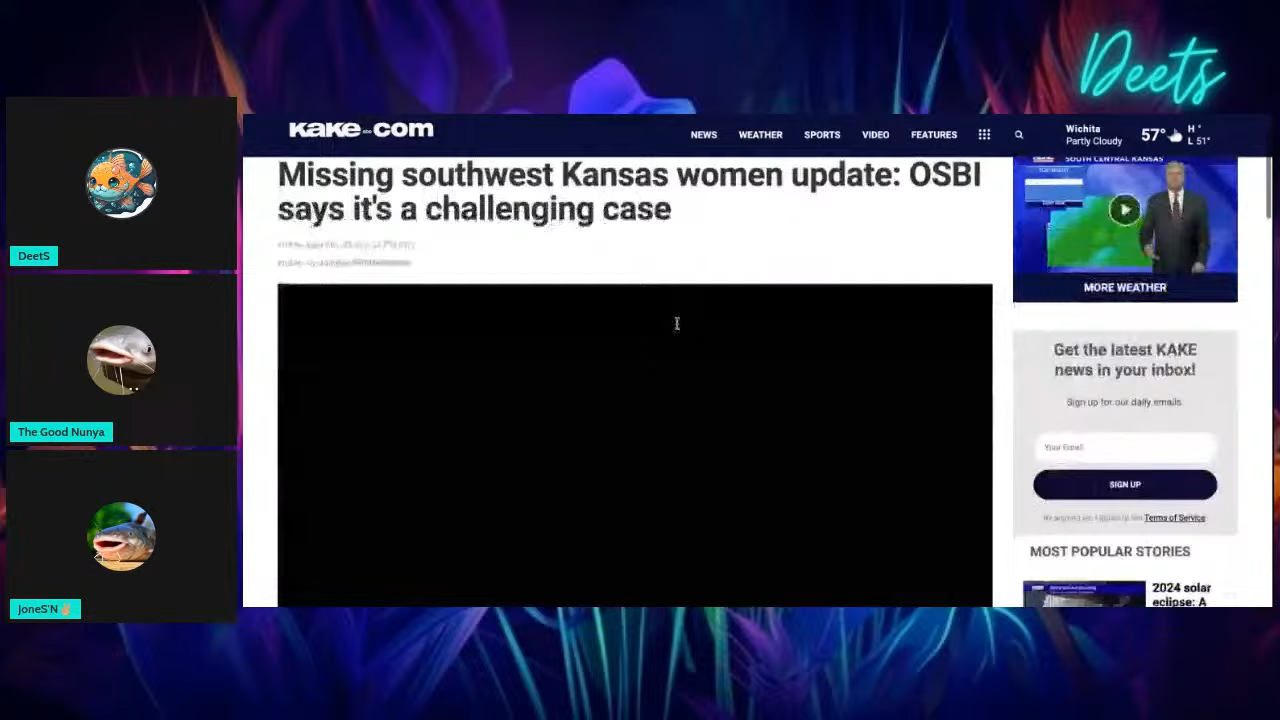 Deets
DeetS
The Good Nunya
JoneS'N✌🏼
KaKe.com
NEWS WEATHER SPORTS VIDEO FEATURES
Wichita
Partly Cloudy
57° H °
L 51°
Missing southwest Kansas women update: OSBI
says it's a challenging case
SOUTH CENTRAL KANSAS
MORE WEATHER
Get the latest KAKE
news in your inbox!
Sign up for our daily emails
Your Email
SIGN UP
Terms of Service
MOST POPULAR STORIES
2024 solar
eclipse: A